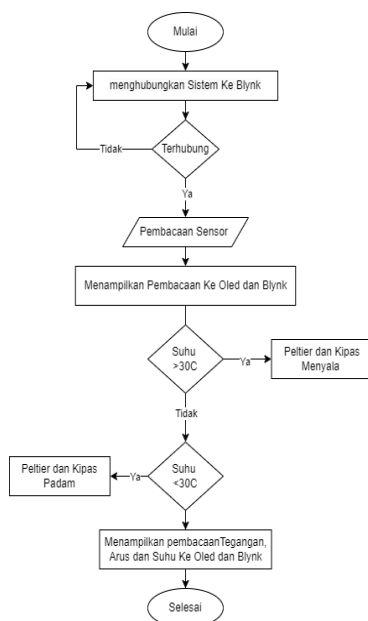 Mulai
menghubungkan Sistem Ke Blynk
Terhubung
Tidak
Ya
Pembacaan Sensor
Menampilkan Pembacaan Ke Oled dan Blynk
Suhu
>30C
Ya
Peltier dan Kipas
Menyala
Tidak
Suhu
<30C
Ya
Peltier dan Kipas
Padam
Menampilkan pembacaanTegangan,
Arus dan Suhu Ke Oled dan Blynk
Selesai